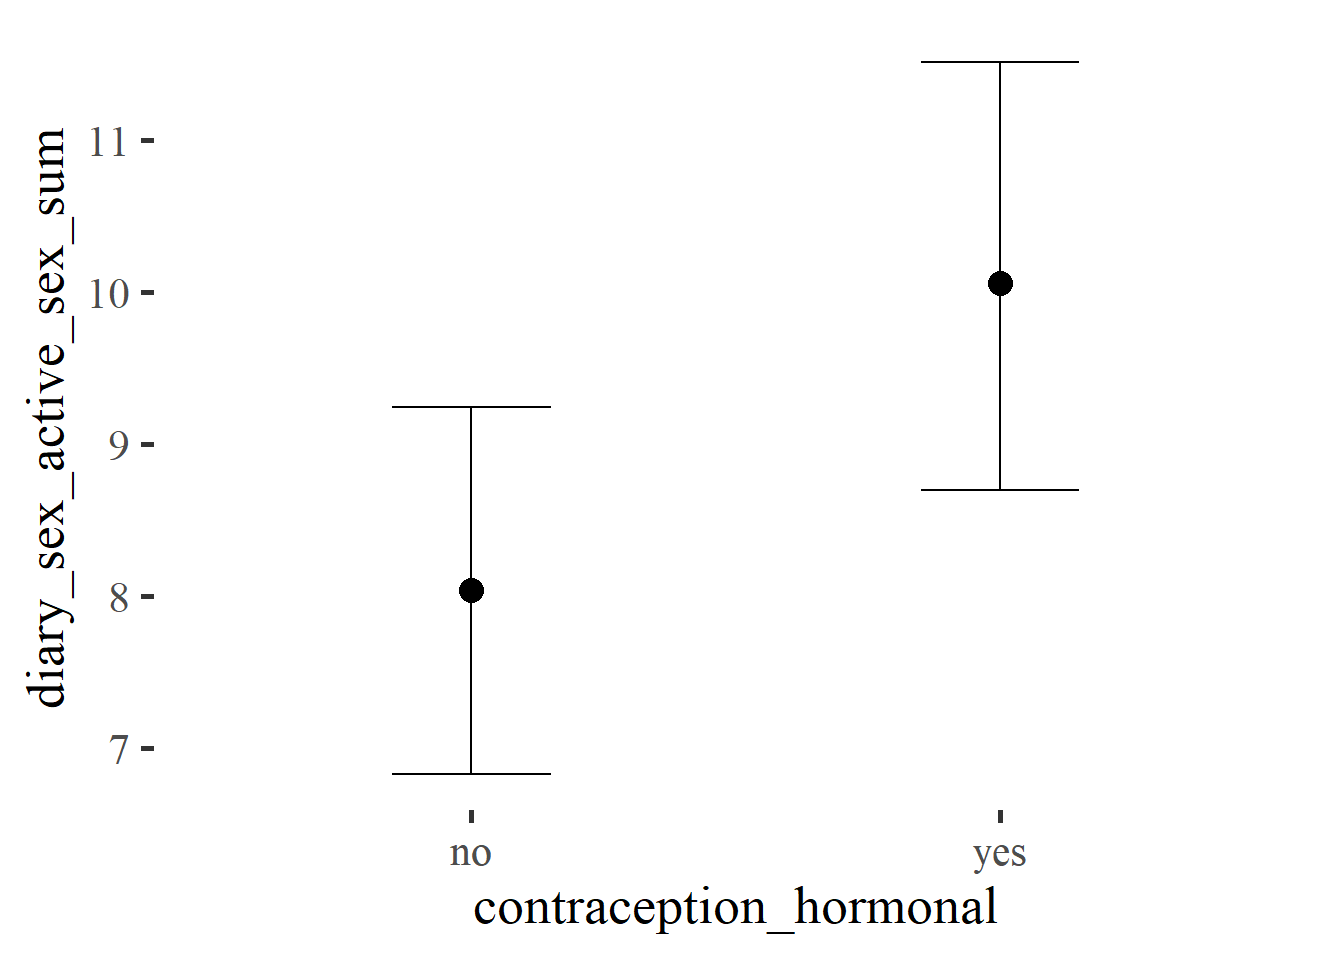 diary_sex_active_sex_sum
11
10
9
8
7
no
yes
contraception_hormonal